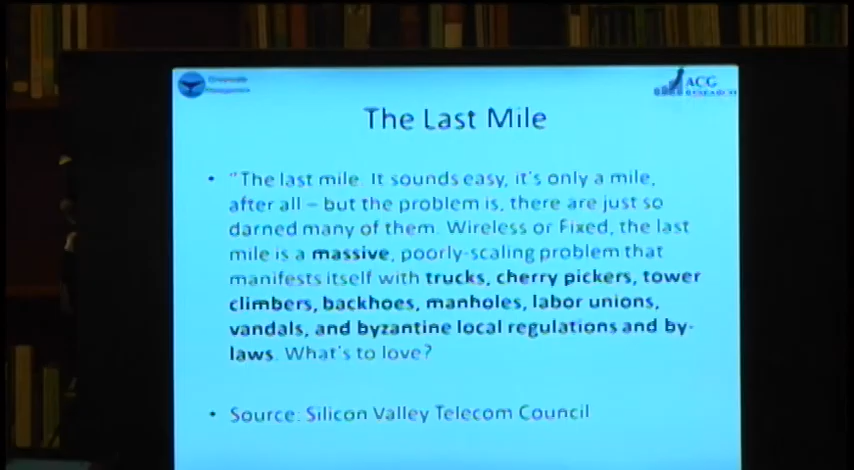 ACG
RESEARCH
The Last Mile
• "The last mile. It sounds easy, it's only a mile,
after all – but the problem is, there are just so
darned many of them. Wireless or Fixed, the last
mile is a massive, poorly-scaling problem that
manifests itself with trucks, cherry pickers, tower
climbers, backhoes, manholes, labor unions,
vandals, and byzantine local regulations and by-
laws. What's to love?
• Source: Silicon Valley Telecom Council